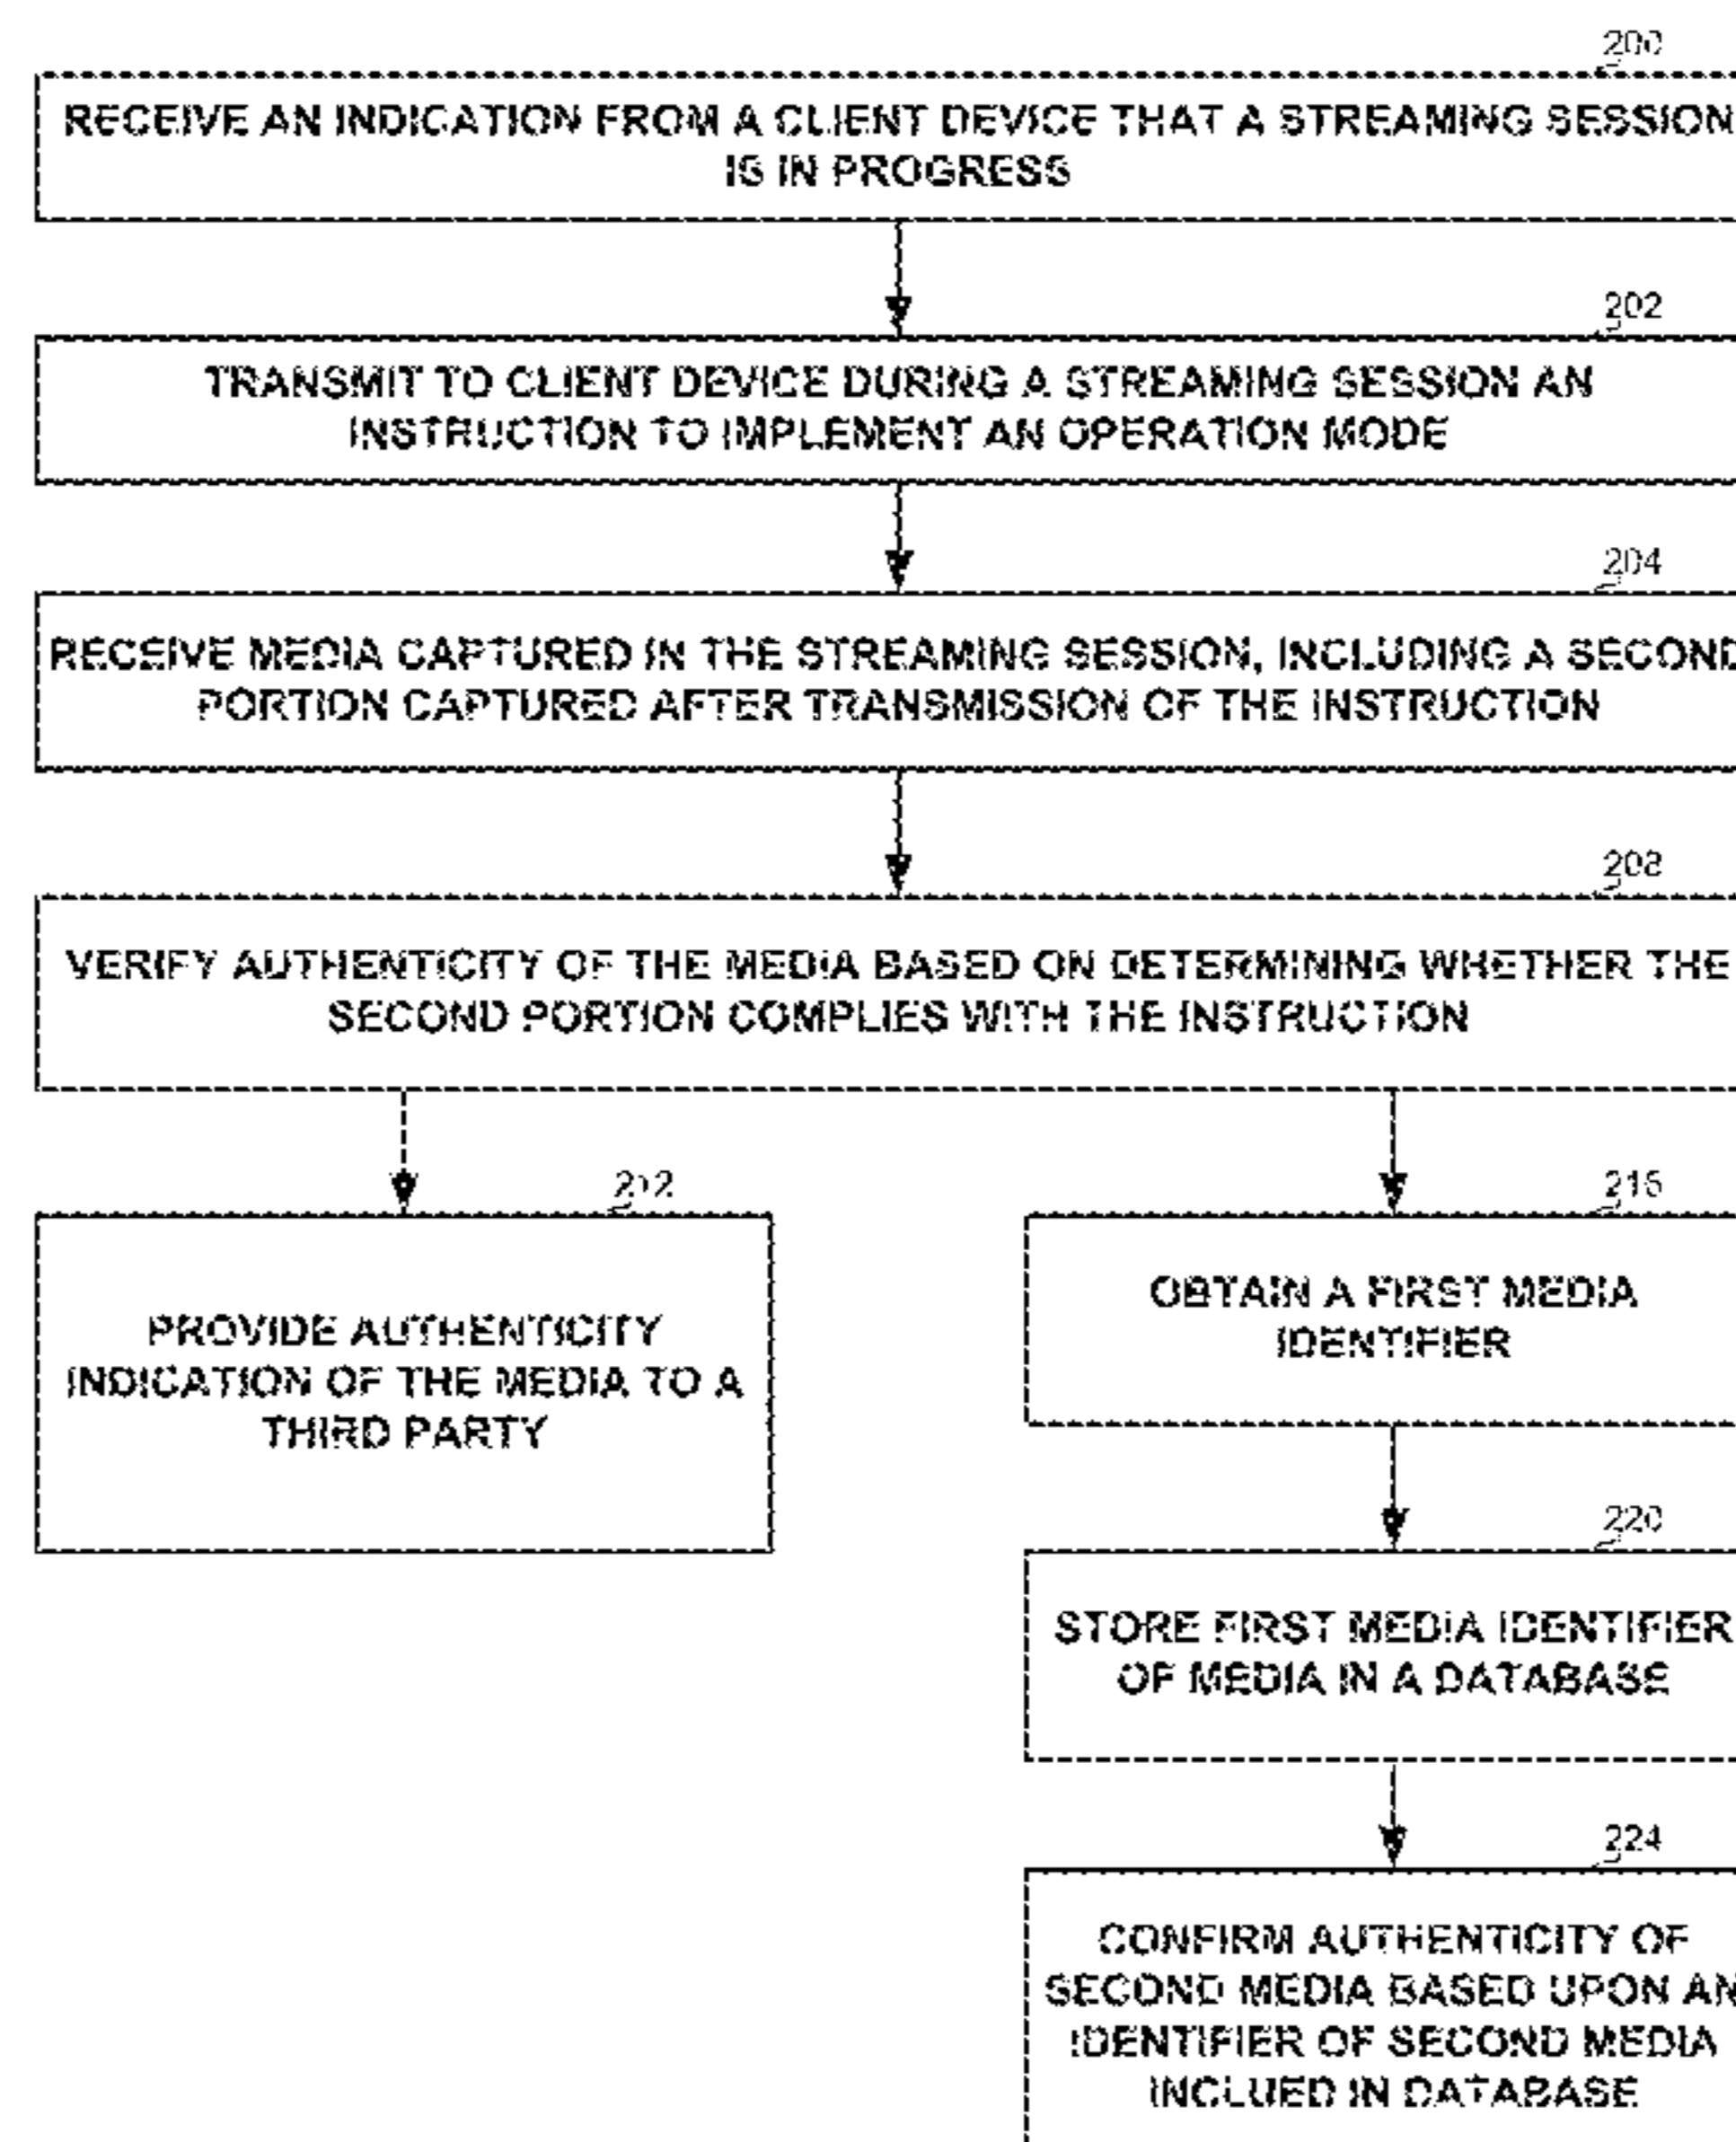 200
RECEIVE AN INDICATION FROM A CLIENT DEVICE THAT A STREAMING SESSION
IS IN PROGRESS
202
TRANSMIT TO CLIENT DEVICE DURING A STREAMING SESSION AN
INSTRUCTION TO IMPLEMENT AN OPERATION MODE
204
RECEIVE MEDIA CAPTURED IN THE STREAMING SESSION, INCLUDING A SECOND
PORTION CAPTURED AFTER TRANSMISSION OF THE INSTRUCTION
208
VERIFY AUTHENTICITY OF THE MEDIA BASED ON DETERMINING WHETHER THE
SECOND PORTION COMPLIES WITH THE INSTRUCTION
212
PROVIDE AUTHENTICITY
INDICATION OF THE MEDIA TO A
THIRD PARTY
216
OBTAIN A FIRST MEDIA
IDENTIFIER
220
STORE FIRST MEDIA IDENTIFIER
OF MEDIA IN A DATABASE
224
CONFIRM AUTHENTICITY OF
SECOND MEDIA BASED UPON AN
IDENTIFIER OF SECOND MEDIA
INCLUED IN DATABASE